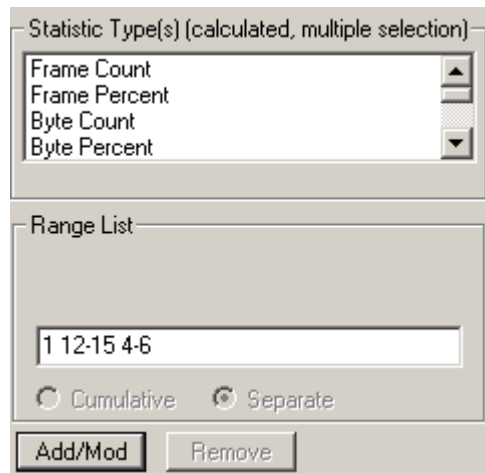 Statistic Type(s) (calculated, multiple selection)
Frame Count
Frame Percent
Byte Count
Byte Percent
Range List
1 12-15 4-6
Cumulative Separate
Add/Mod Remove